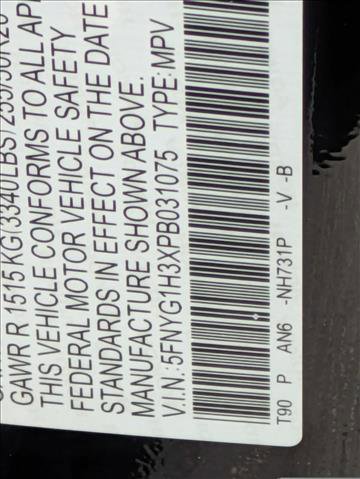 GAWR R 1515 KG(3340LBS)
THIS VEHICLE CONFORMS TO ALL
FEDERAL MOTOR VEHICLE SAFETY
STANDARDS IN EFFECT ON THE DATE
MANUFACTURE SHOWN ABOVE.
V.I.N.:5FNYG1H3XPB031075 TYPE:MPV
T90 P AN6 -NH731P -V -B